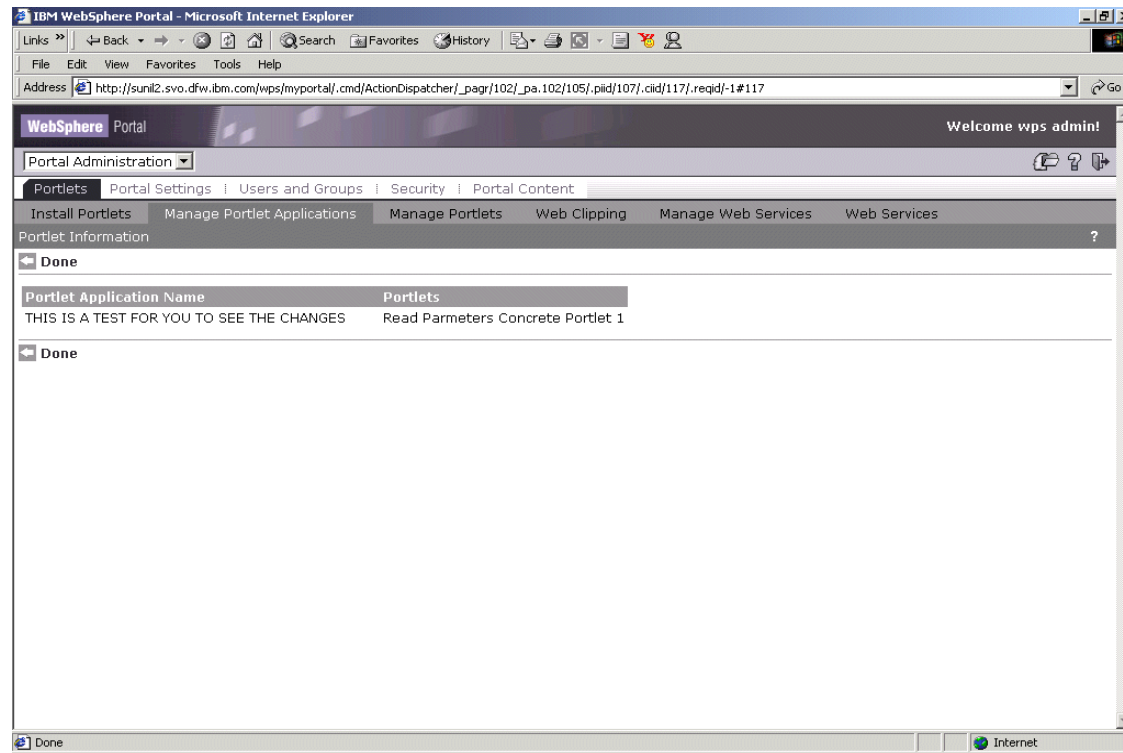 IBM WebSphere Portal - Microsoft Internet Explorer
Links » Back Search Favorites History
File Edit View Favorites Tools Help
Address http://sunil2.svo.dfw.ibm.com/wps/myportal/.cmd/ActionDispatcher/_pagr/102/_pa.102/105/.piid/107/.ciid/117/.reqid/-1#117 Go
WebSphere Portal Welcome wps admin!
Portal Administration ?
Portlets Portal Settings | Users and Groups | Security | Portal Content
Install Portlets Manage Portlet Applications Manage Portlets Web Clipping Manage Web Services Web Services
Portlet Information ?
Done
Portlet Application Name Portlets
THIS IS A TEST FOR YOU TO SEE THE CHANGES Read Parmeters Concrete Portlet 1
Done
Done Internet